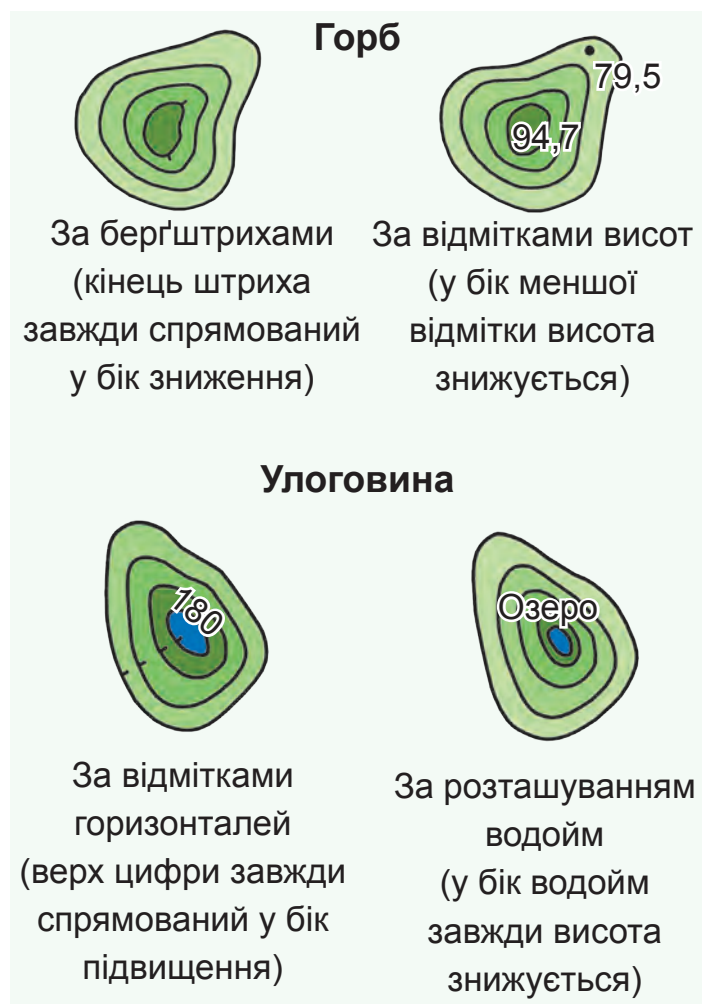 Горб
79,5
94,7
За берґштрихами
(кінець штриха
завжди спрямований
у бік зниження)
За відмітками висот
(у бік меншої
відмітки висота
знижується)
Улоговина
180
Озеро
За відмітками
горизонталей
(верх цифри завжди
спрямований у бік
підвищення)
За розташуванням
водойм
(у бік водойм
завжди висота
знижується)